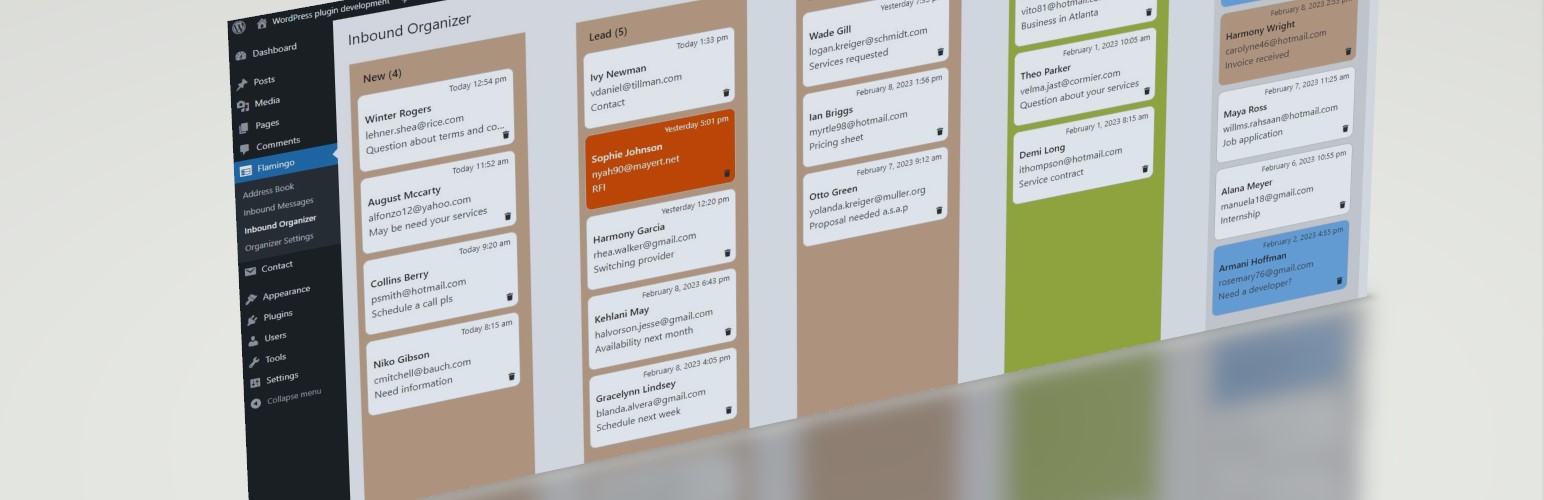 WordPress plugin development
Dashboard
Posts
Media
Pages
Comments
Flamingo
Address Book
Inbound Messages
Inbound Organizer
Organizer Settings
Contact
Appearance
Plugins
Users
Tools
Settings
Collapse menu
Inbound Organizer
New (4)
Today 12:54 pm
Winter Rogers
lehner.shea@rice.com
Question about terms and co...
Today 11:52 am
August Mccarty
alfonzo12@yahoo.com
May be need your services
Today 9:20 am
Collins Berry
psmith@hotmail.com
Schedule a call pls
Today 8:15 am
Niko Gibson
cmitchell@bauch.com
Need information
Lead (5)
Today 1:33 pm
Ivy Newman
vdaniel@tillman.com
Contact
Yesterday 5:01 pm
Sophie Johnson
nyah90@mayert.net
RFI
Yesterday 12:20 pm
Harmony Garcia
rhea.walker@gmail.com
Switching provider
February 8, 2023 6:43 pm
Kehlani May
halvorson.jesse@gmail.com
Availability next month
February 8, 2023 4:05 pm
Gracelynn Lindsey
blanda.alvera@gmail.com
Schedule next week
Yesterday
Wade Gill
logan.kreiger@schmidt.com
Services requested
February 8, 2023 1:56 pm
Ian Briggs
myrtle98@hotmail.com
Pricing sheet
February 7, 2023 9:12 am
Otto Green
yolanda.kreiger@muller.org
Proposal needed a.s.a.p
vito81@hotmail.com
Business in Atlanta
February 1, 2023 10:05 am
Theo Parker
velma.jast@cormier.com
Question about your services
February 1, 2023 8:15 am
Demi Long
ithompson@hotmail.com
Service contract
February 8, 2023 2:53 pm
Harmony Wright
carolyne46@hotmail.com
Invoice received
February 7, 2023 11:25 am
Maya Ross
willms.rahsaan@hotmail.com
Job application
February 6, 2023 10:55 pm
Alana Meyer
manuela18@gmail.com
Internship
February 2, 2023 4:55 pm
Armani Hoffman
rosemary76@gmail.com
Need a developer?